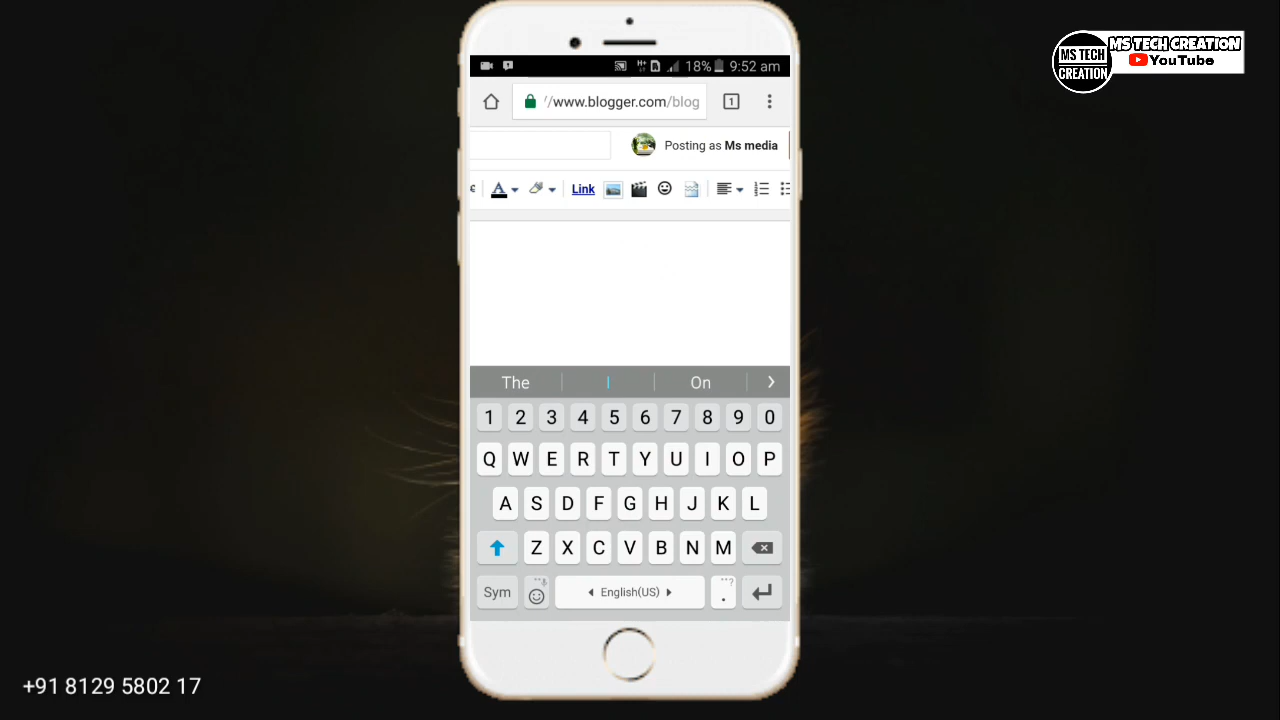 MS TECH CREATION
MS TECH
CREATION
YouTube
18% 9:52 am
//www.blogger.com/blog
1
Posting as Ms media
A
Link
The
I
On
1 2 3 4 5 6 7 8 9 0
Q W E R T Y U I O P
A S D F G H J K L
Z X C V B N M
Sym
English(US)
.
+91 8129 5802 17